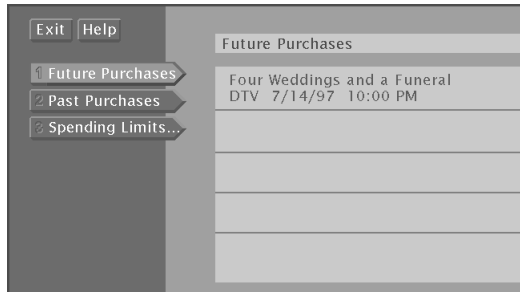 Exit Help
1 Future Purchases
2 Past Purchases
3 Spending Limits...
Future Purchases
Four Weddings and a Funeral
DTV 7/14/97 10:00 PM